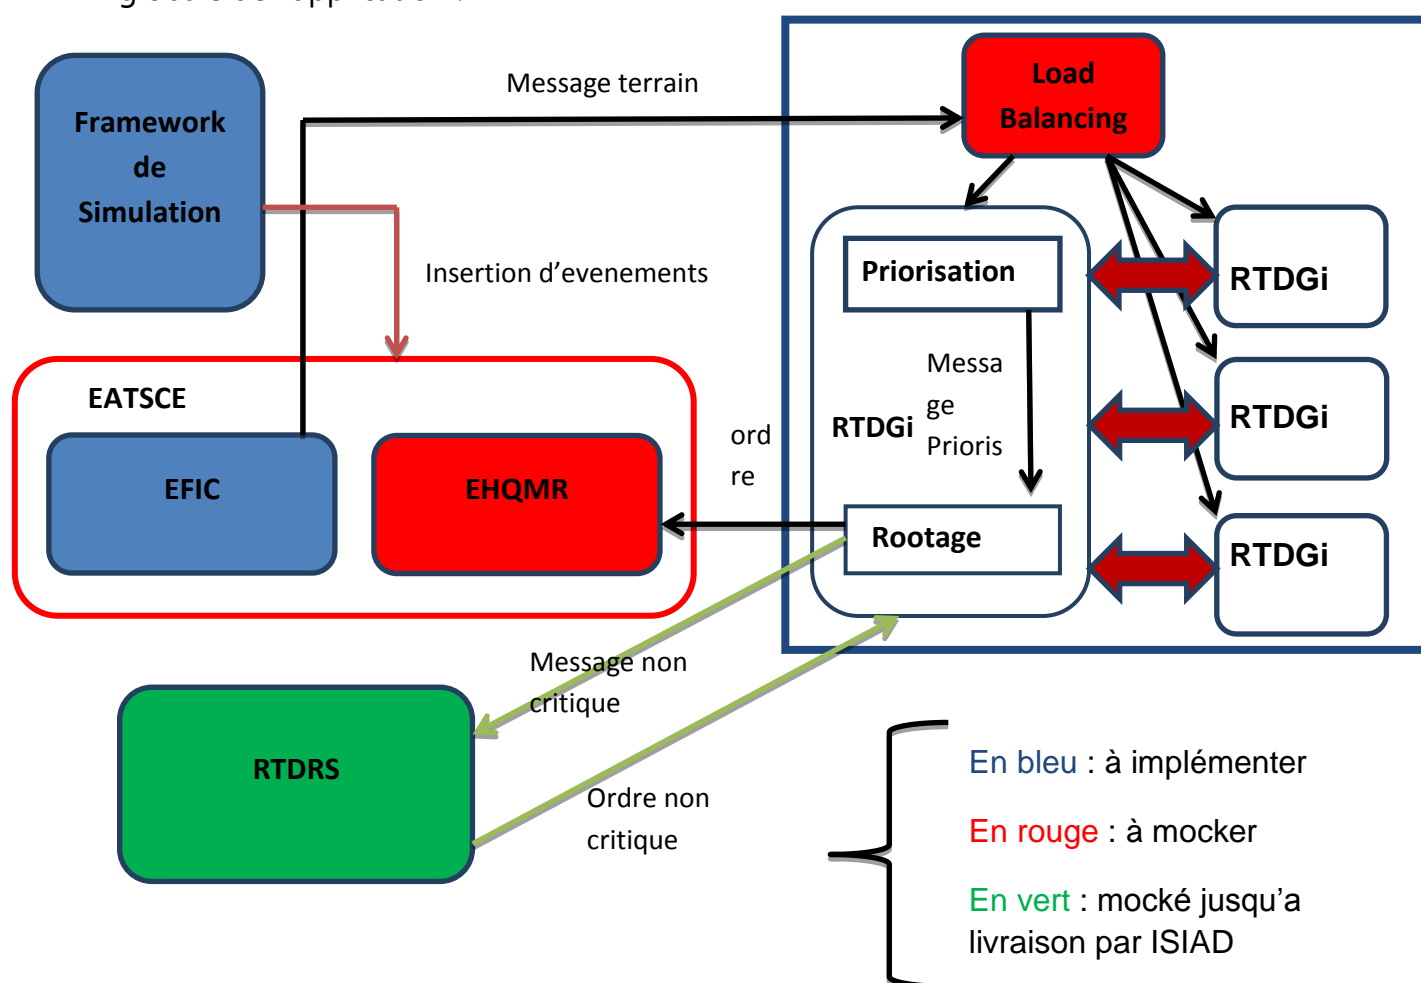 Message terrain
Load
Balancing
Framework
de
Simulation
Priorisation
RTDGi
Insertion d’evenements
Messa
ge
Prioris
RTDGi
RTDGi
EATSCE
ord
re
EFIC
EHQMR
Rootage
RTDGi
Message non
critique
RTDRS
Ordre non
critique
En bleu : à implémenter
En rouge : à mocker
En vert : mocké jusqu’a
livraison par ISIAD